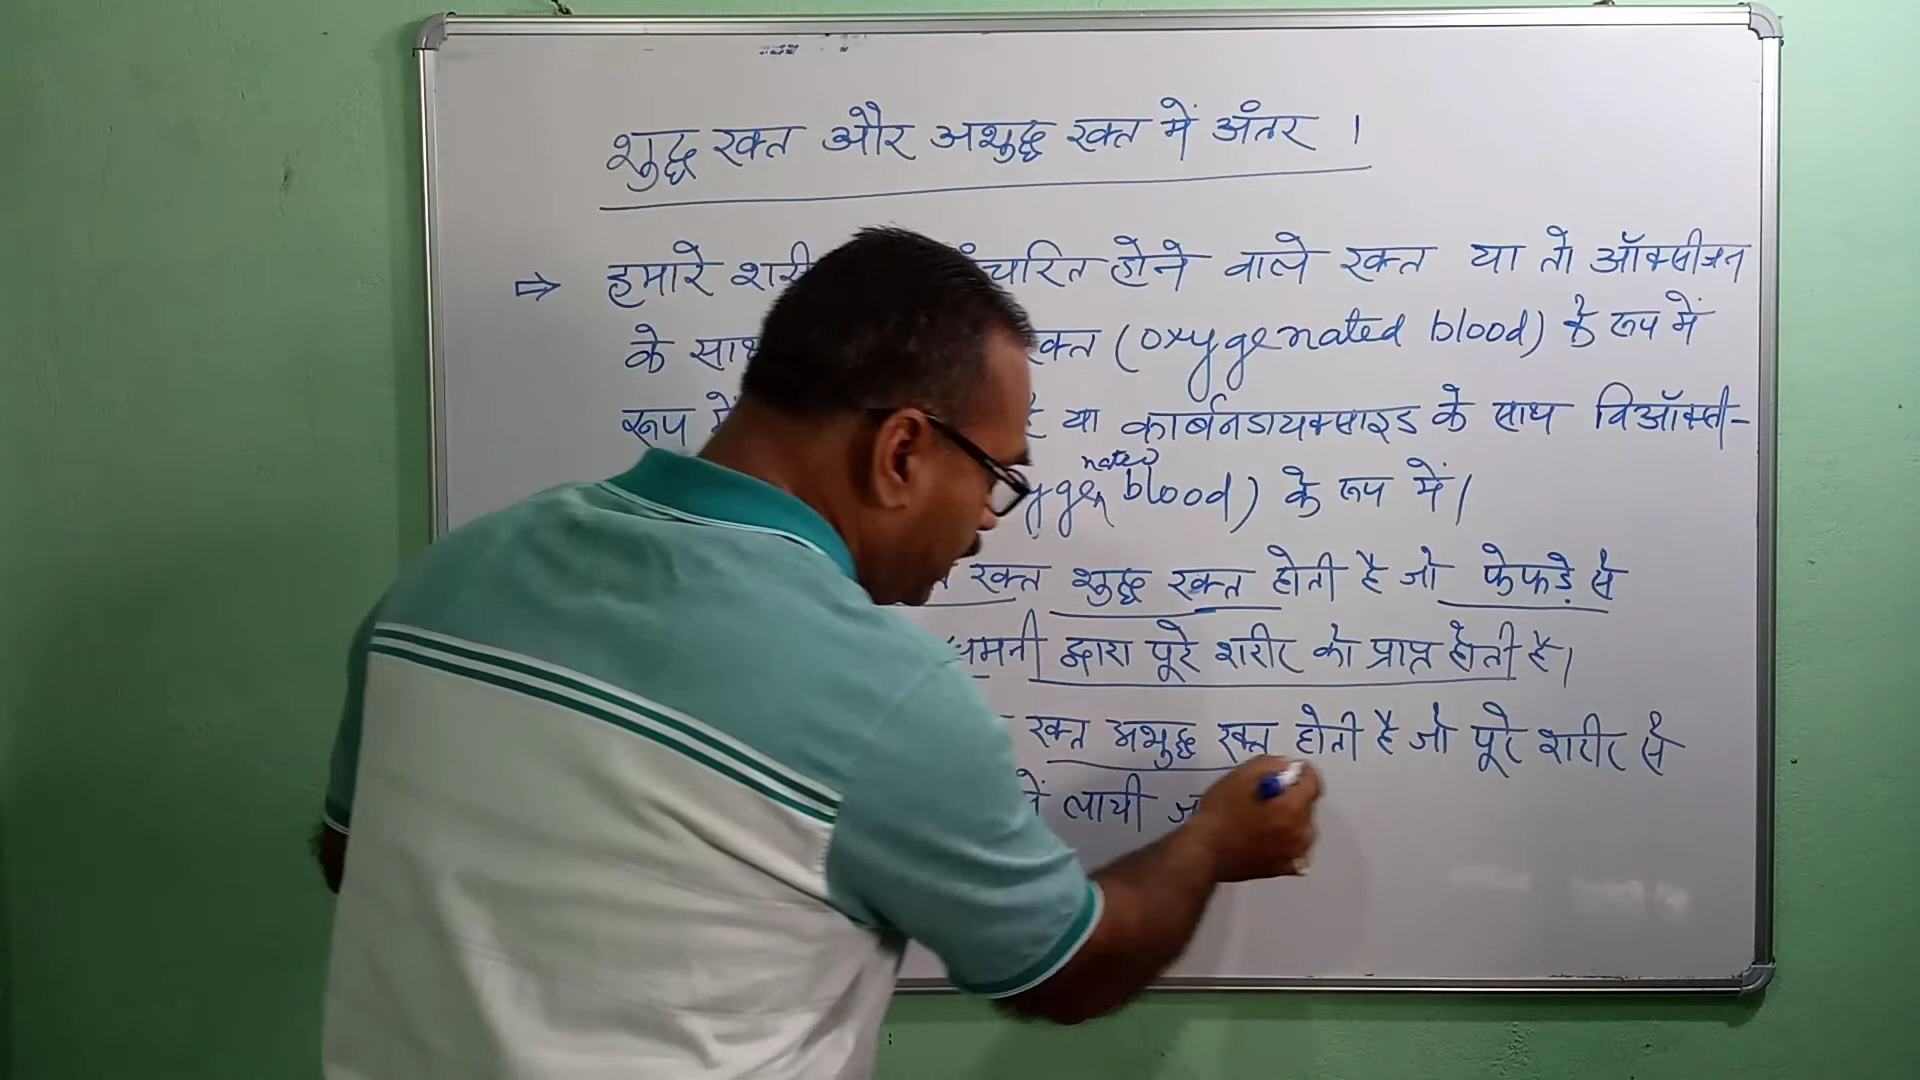 शुद्ध रक्त और अशुद्ध रक्त में अंतर ।
⇒ हमारे शरी चरित होने वाले रक्त या तो ऑक्सीजन
के साथ क्त (oxygenated blood) के रूप में
रूप में या कार्बनडायक्साइड के साथ विऑक्सी-
nated
ygen blood) के रूप में।
रक्त शुद्ध रक्त होती है जो फेफड़े से
धमनी द्वारा पूरे शरीर को प्राप्त होती है।
रक्त अशुद्ध रक्त होती है जो पूरे शरीर से
में लायी ज